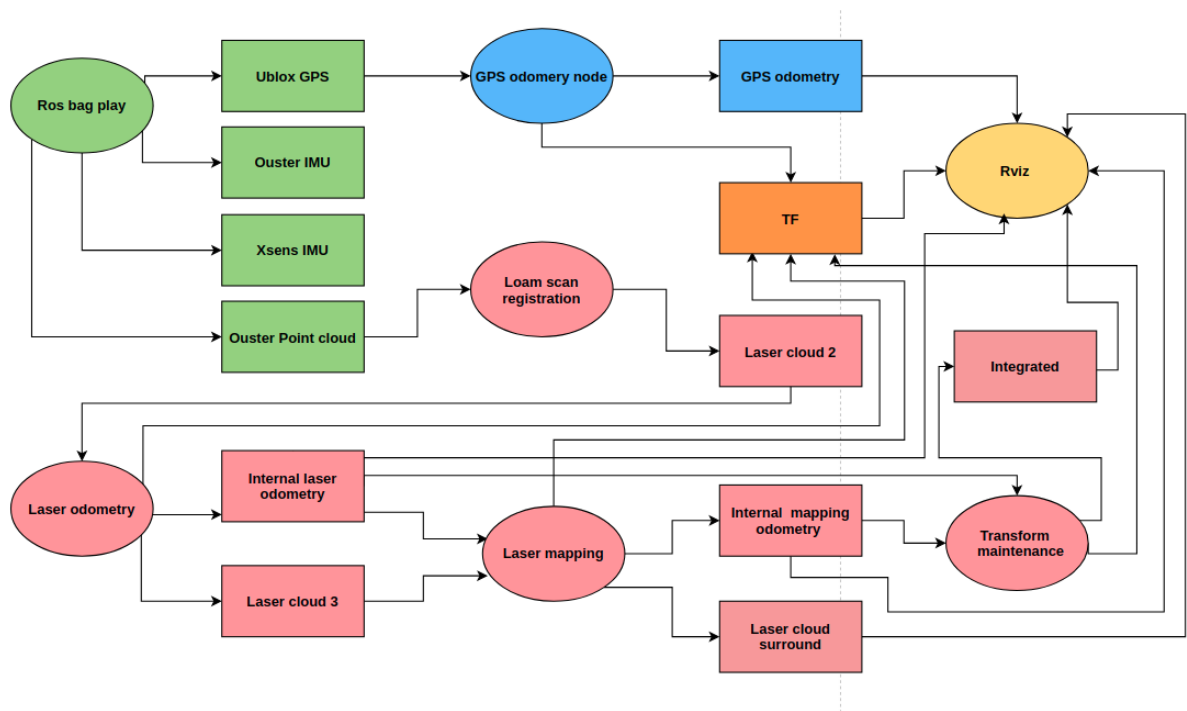 Ublox GPS
GPS odomery node
GPS odometry
Ros bag play
Ouster IMU
Rviz
TF
Xsens IMU
Loam scan
registration
Ouster Point cloud
Laser cloud 2
Integrated
Internal laser
odometry
Laser odometry
Internal  mapping
odometry
Laser mapping
Transform
maintenance
Laser cloud 3
Laser cloud
surround